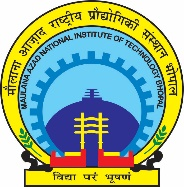 मौलाना आज़ाद राष्ट्रीय प्रौद्योगिकी संस्थान भोपाल
MAULANA AZAD NATIONAL INSTITUTE OF TECHNOLOGY BHOPAL
विद्या परं भूषणं